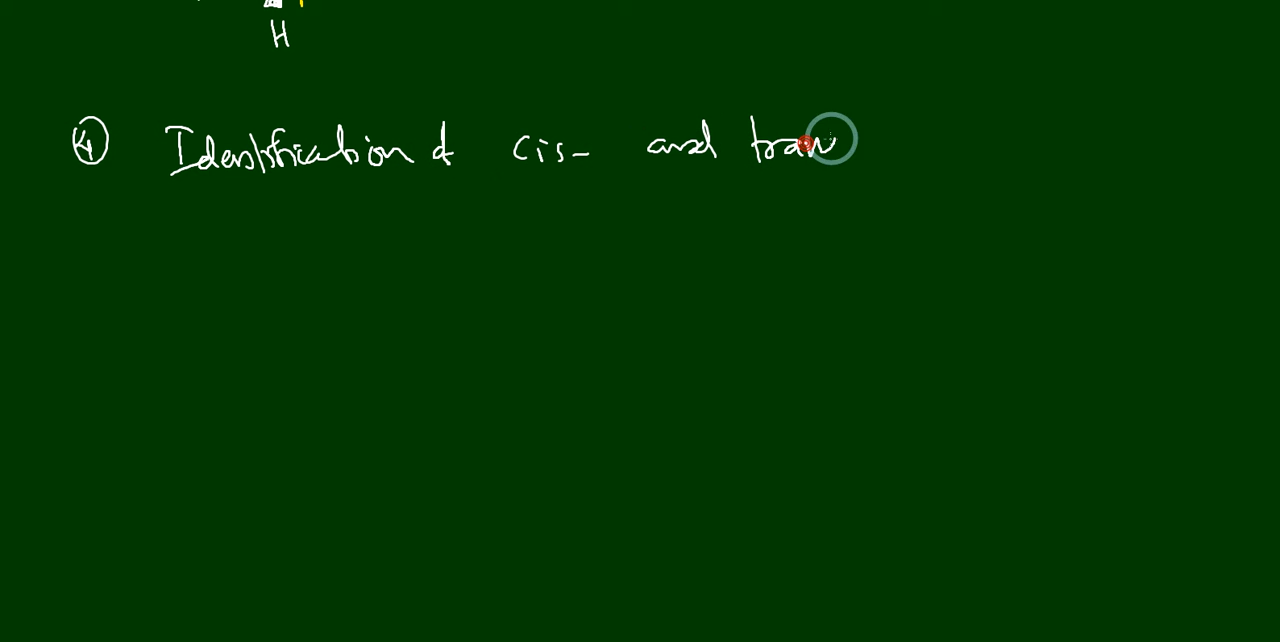 H
④ Identification of cis- and tran